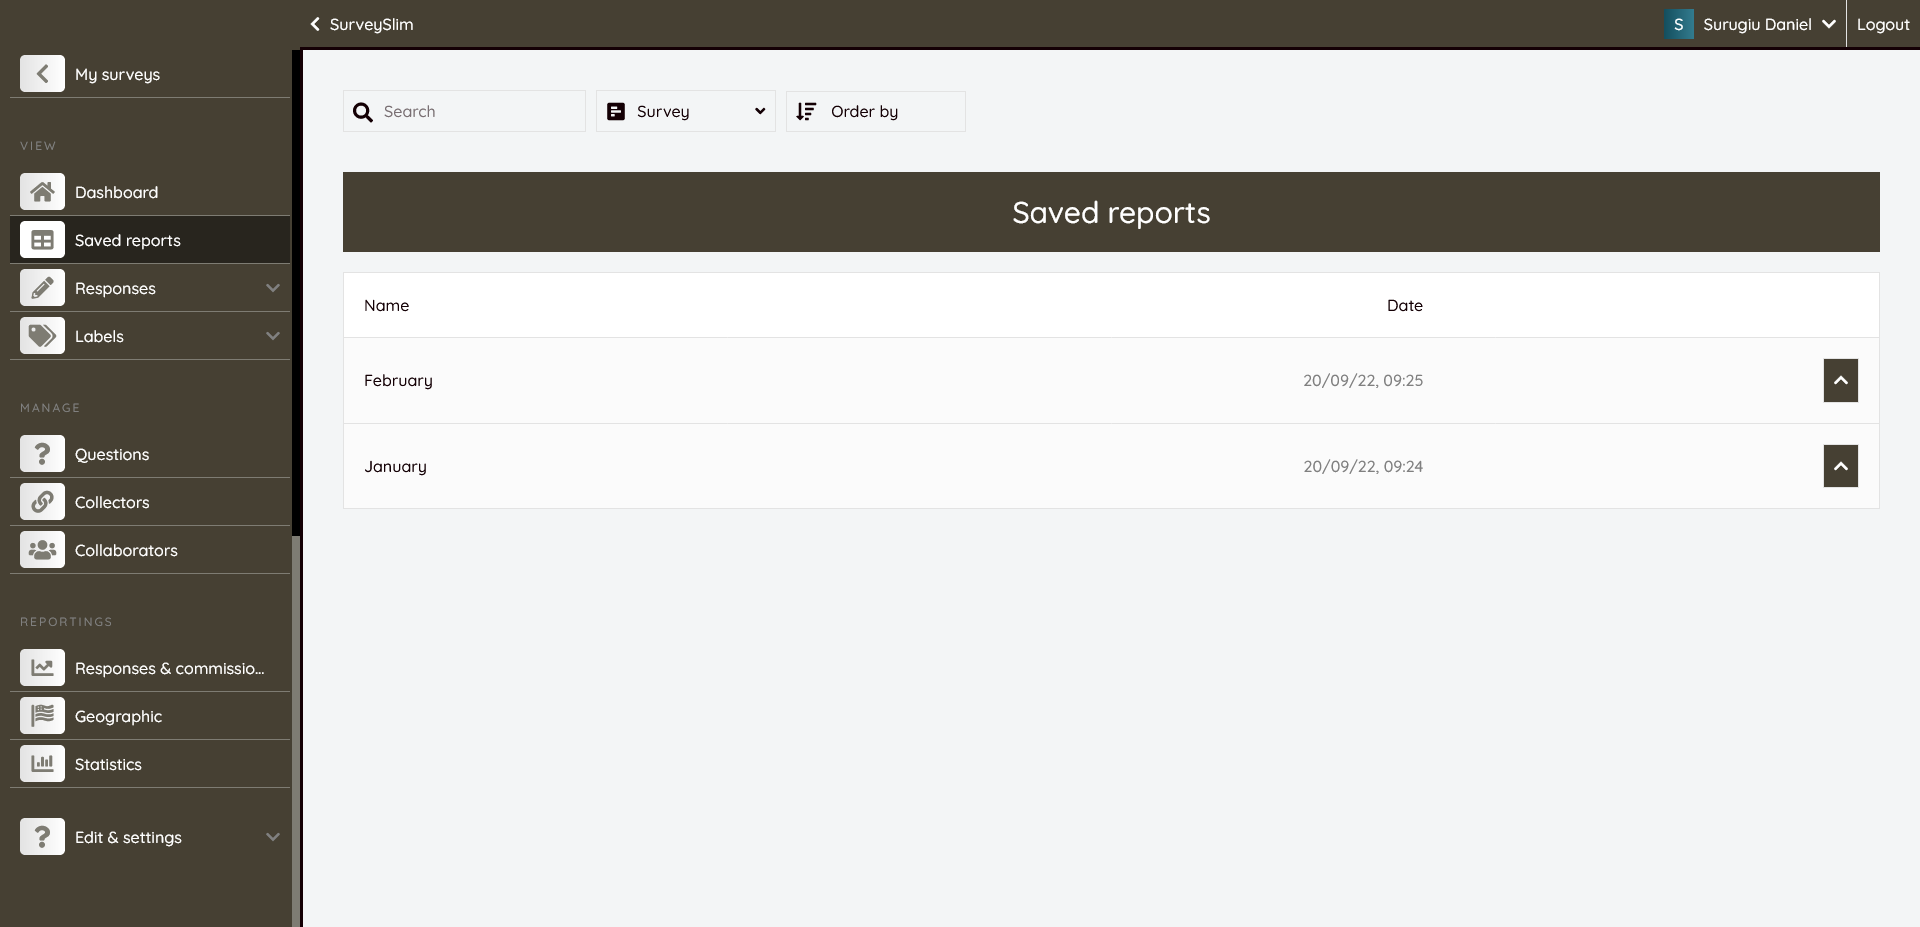 SurveySlim
S Surugiu Daniel
Logout
My surveys
VIEW
Dashboard
Saved reports
Responses
Labels
MANAGE
Questions
Collectors
Collaborators
REPORTINGS
Responses & commissio...
Geographic
Statistics
Edit & settings
Search
Survey
Order by
Saved reports
Name Date
February 20/09/22, 09:25
January 20/09/22, 09:24